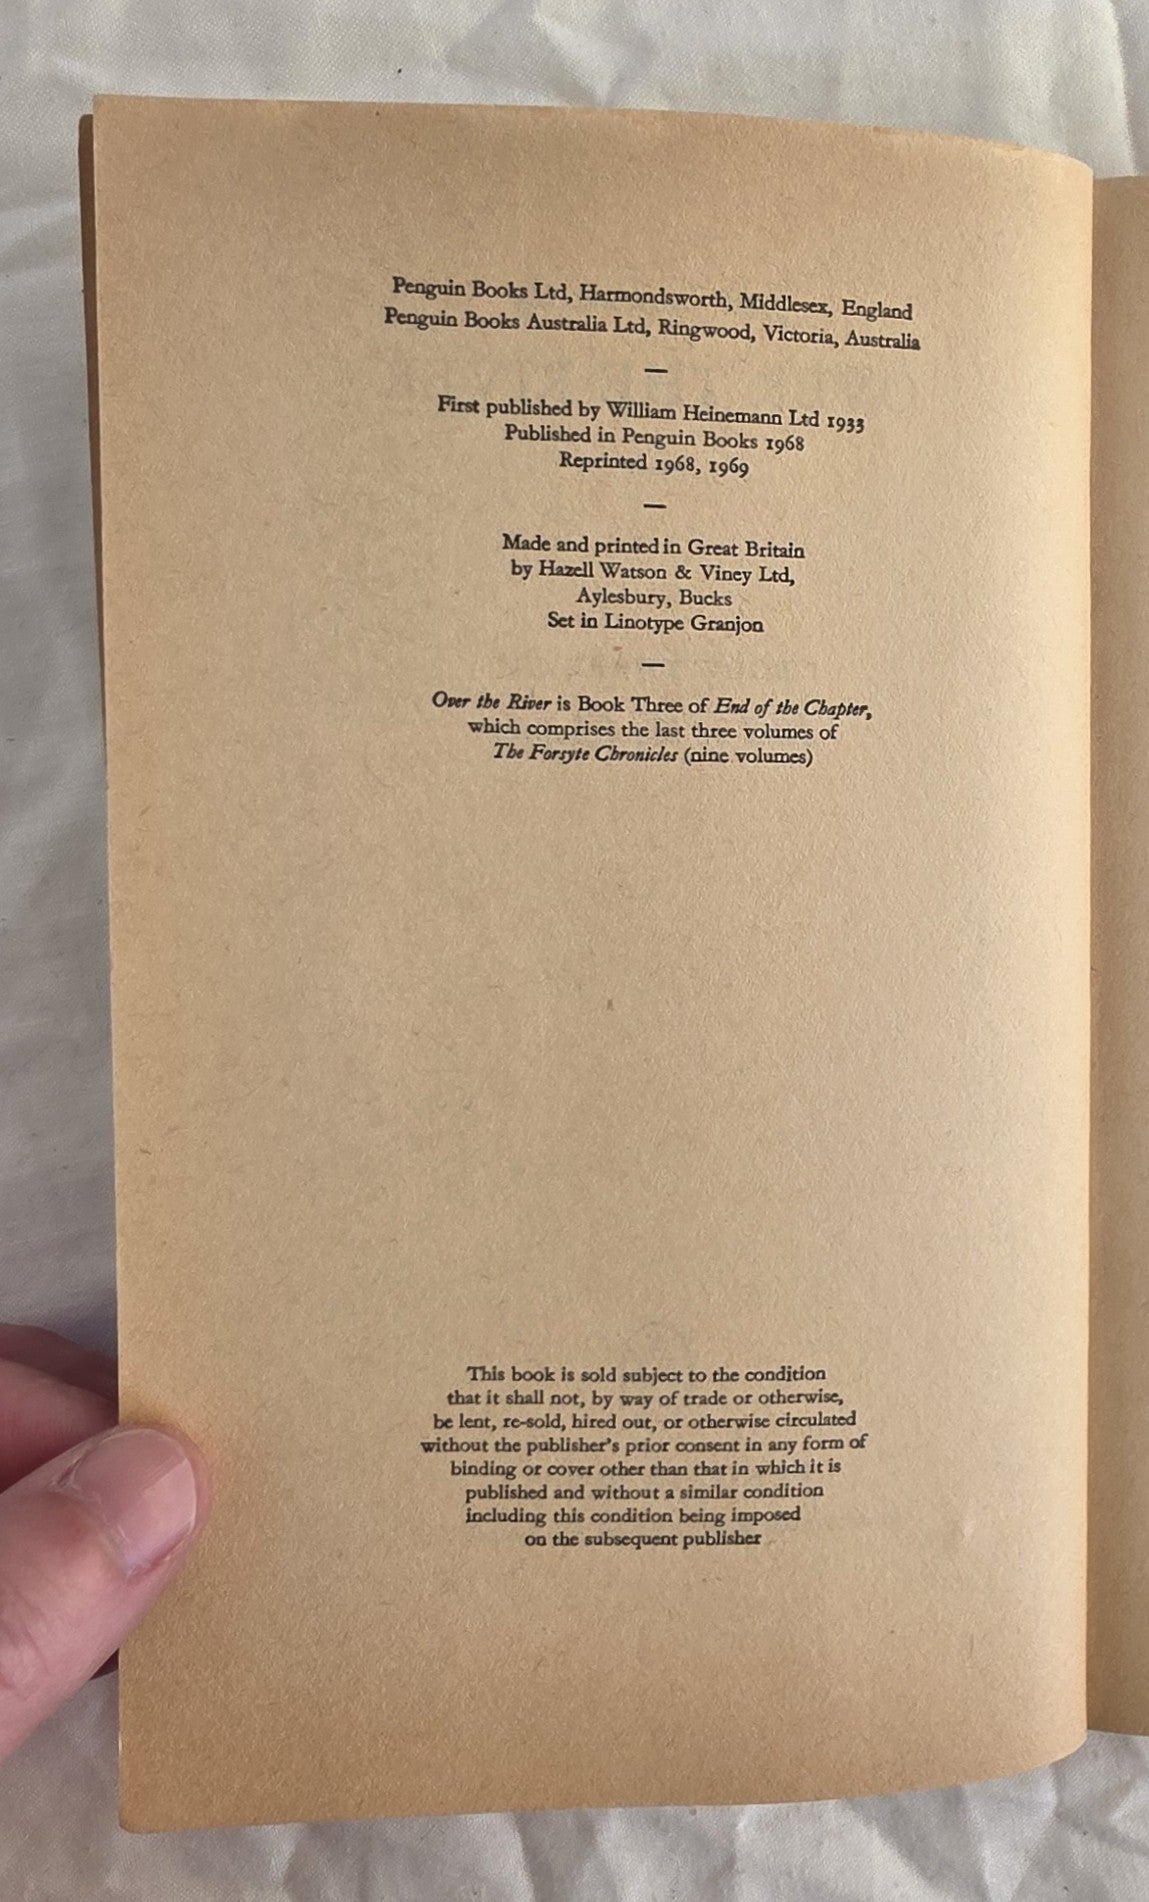 Penguin Books Ltd, Harmondsworth, Middlesex, England
Penguin Books Australia Ltd, Ringwood, Victoria, Australia
—
First published by William Heinemann Ltd 1933
Published in Penguin Books 1968
Reprinted 1968, 1969
—
Made and printed in Great Britain
by Hazell Watson & Viney Ltd,
Aylesbury, Bucks
Set in Linotype Granjon
—
Over the River is Book Three of End of the Chapter,
which comprises the last three volumes of
The Forsyte Chronicles (nine volumes)
This book is sold subject to the condition
that it shall not, by way of trade or otherwise,
be lent, re-sold, hired out, or otherwise circulated
without the publisher's prior consent in any form of
binding or cover other than that in which it is
published and without a similar condition
including this condition being imposed
on the subsequent publisher